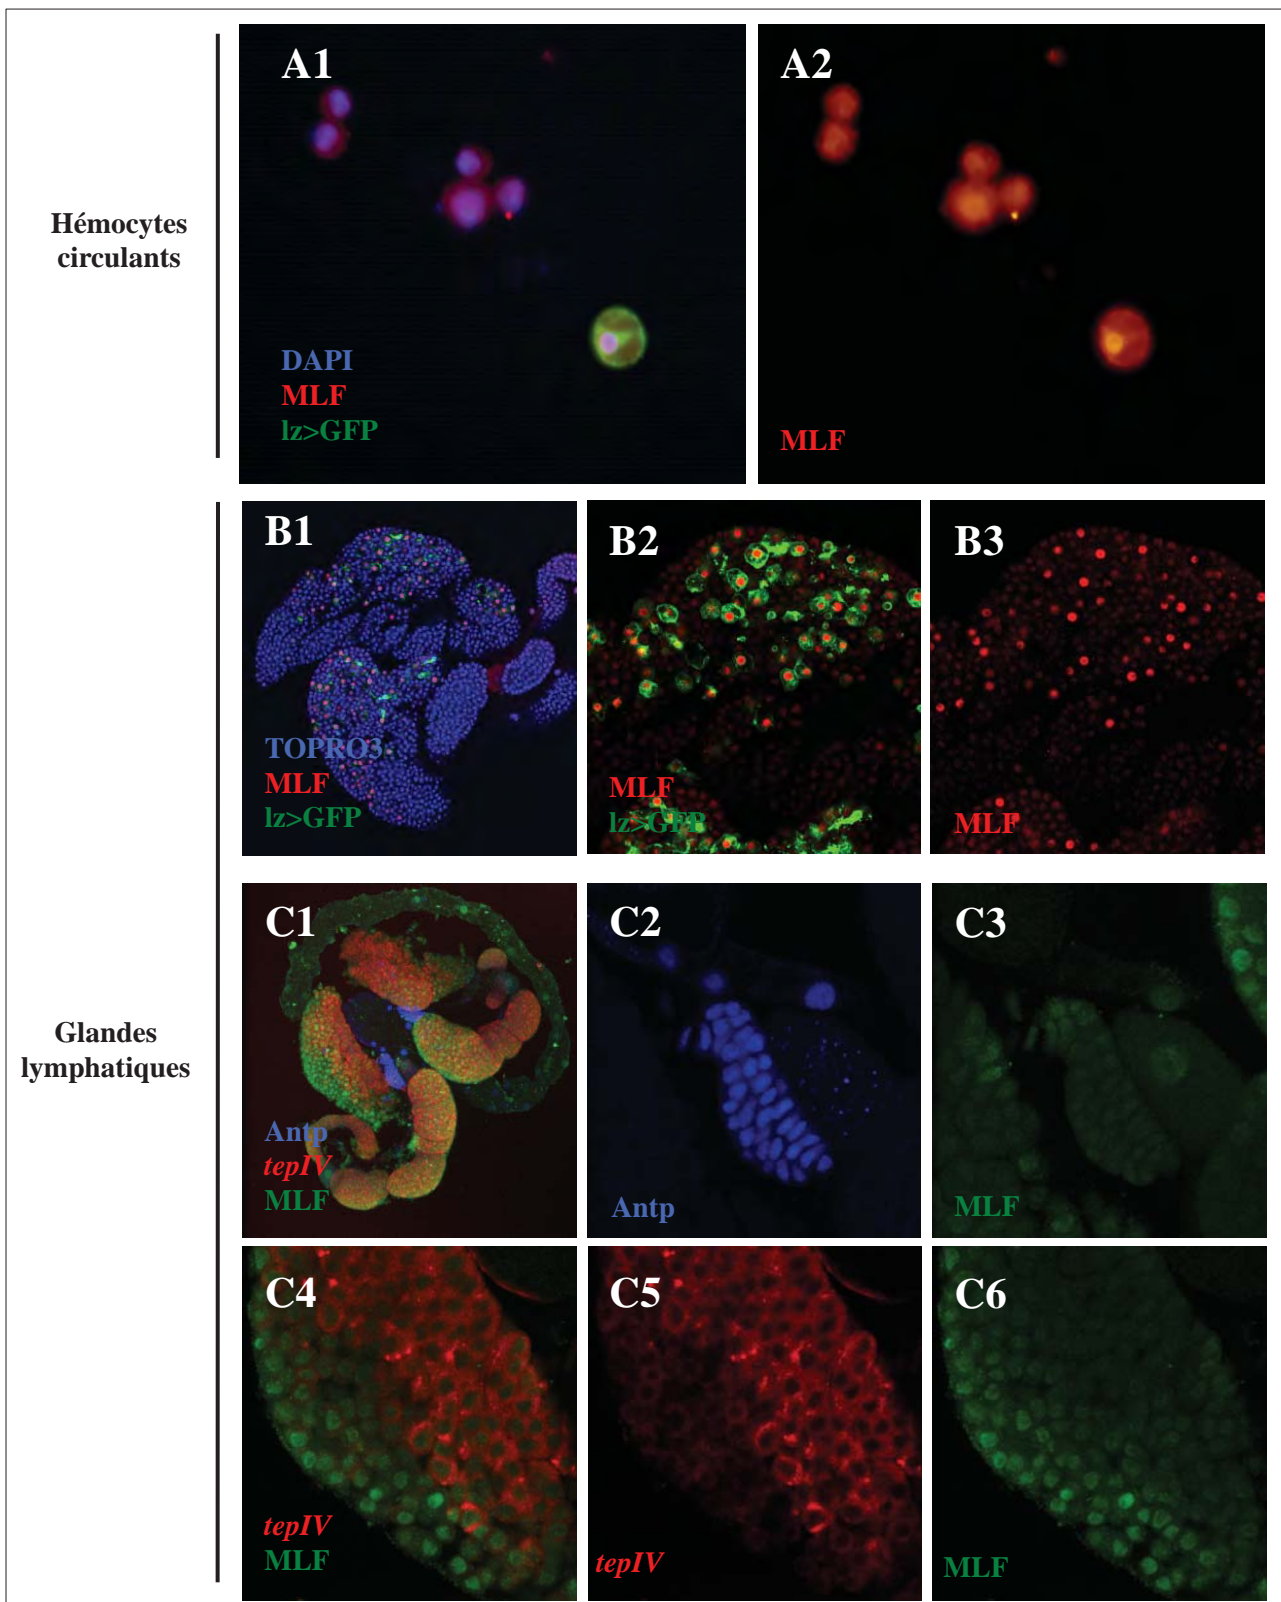 A1
A2
Hémocytes
circulants
DAPI
MLF
lz>GFP
MLF
B1
B2
B3
TOPRO3
MLF
lz>GFP
MLF
lz>GFP
MLF
C1
C2
C3
Glandes
lymphatiques
Antp
tepIV
MLF
Antp
MLF
C4
C5
C6
tepIV
MLF
tepIV
MLF